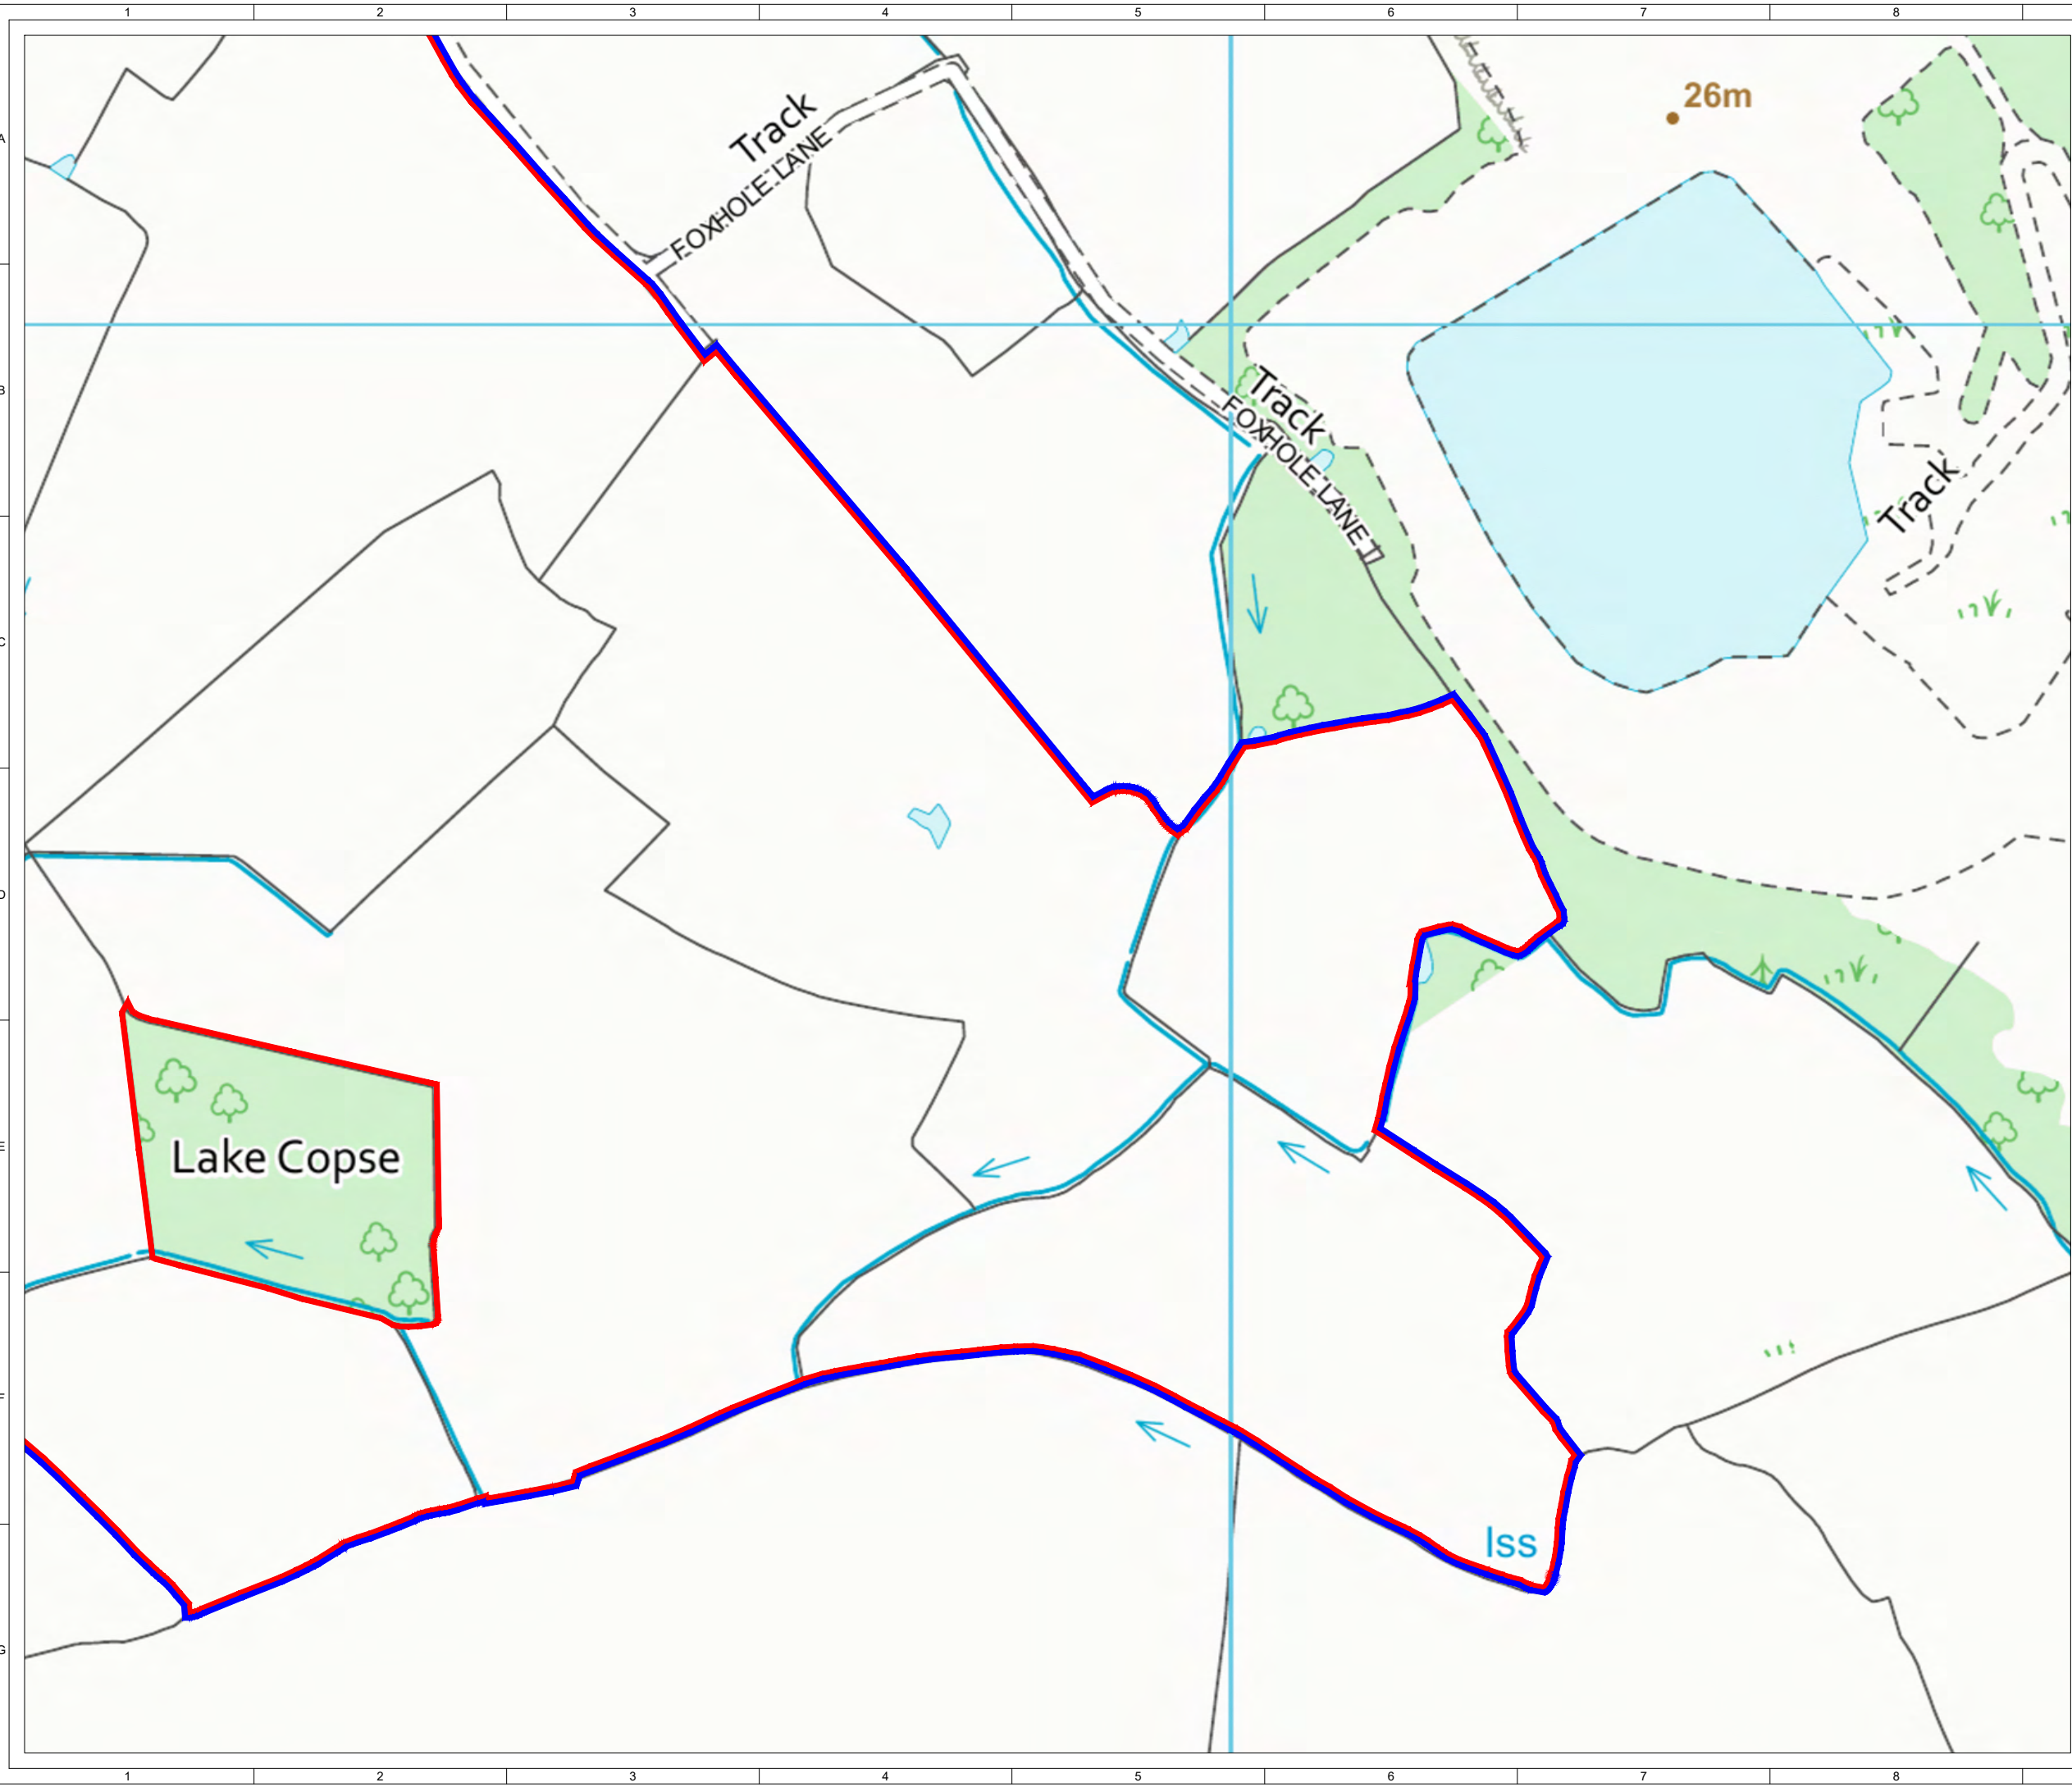 1 2 3 4 5 6 7 8
A
26m
Track
FOXHOLE LANE
B
Track
FOXHOLE LANE
Track
C
D
E
Lake Copse
F
Iss
G
1 2 3 4 5 6 7 8